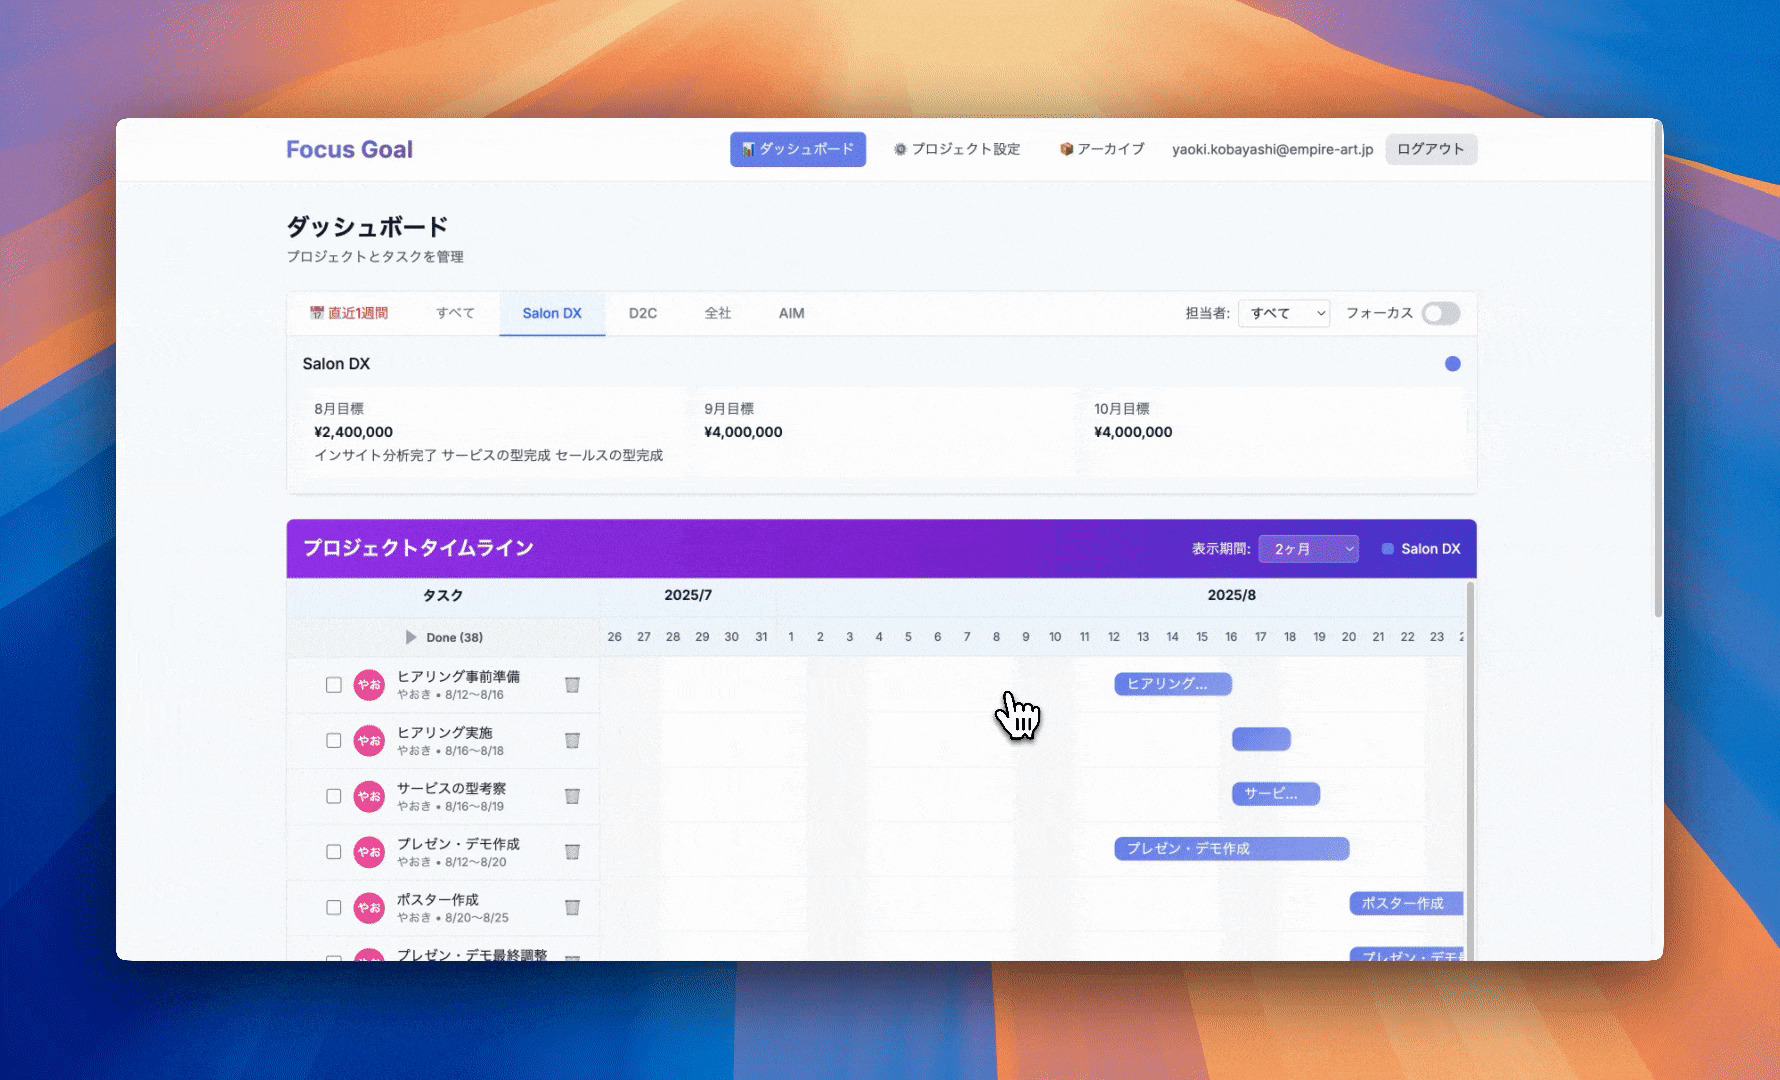 Focus Goal
📊 ダッシュボード
⚙️ プロジェクト設定
📦 アーカイブ
yaoki.kobayashi@empire-art.jp
ログアウト
ダッシュボード
プロジェクトとタスクを管理
📅 直近1週間
すべて
Salon DX
D2C
全社
AIM
担当者:
すべて
フォーカス
Salon DX
8月目標
¥2,400,000
インサイト分析完了 サービスの型完成 セールスの型完成
9月目標
¥4,000,000
10月目標
¥4,000,000
プロジェクトタイムライン
表示期間:
2ヶ月
Salon DX
タスク
2025/7
2025/8
Done (38)
26 27 28 29 30 31 1 2 3 4 5 6 7 8 9 10 11 12 13 14 15 16 17 18 19 20 21 22 23
やお
ヒアリング事前準備
やおき • 8/12〜8/16
ヒアリング...
やお
ヒアリング実施
やおき • 8/16〜8/18
やお
サービスの型考察
やおき • 8/16〜8/19
サービ...
やお
プレゼン・デモ作成
やおき • 8/12〜8/20
プレゼン・デモ作成
やお
ポスター作成
やおき • 8/20〜8/25
ポスター作成
プレゼン・デモ最終調整
プレゼン・デモ